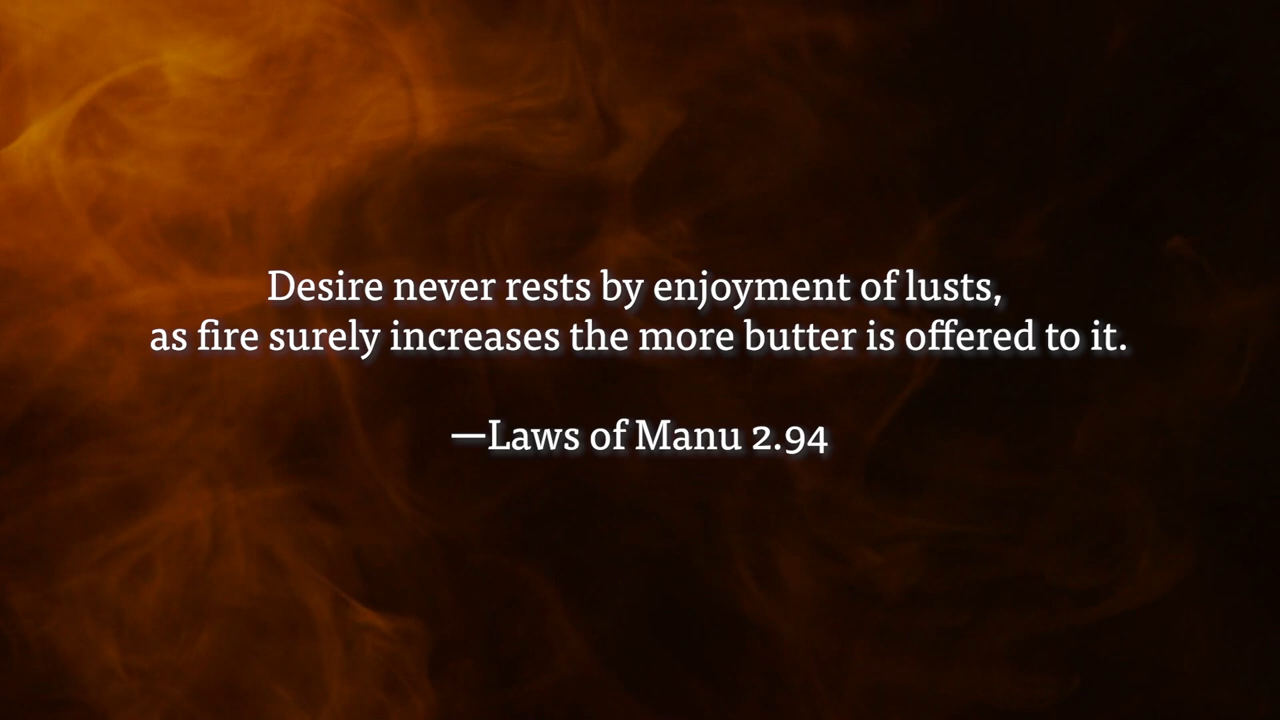 Desire never rests by enjoyment of lusts,
as fire surely increases the more butter is offered to it.
—Laws of Manu 2.94